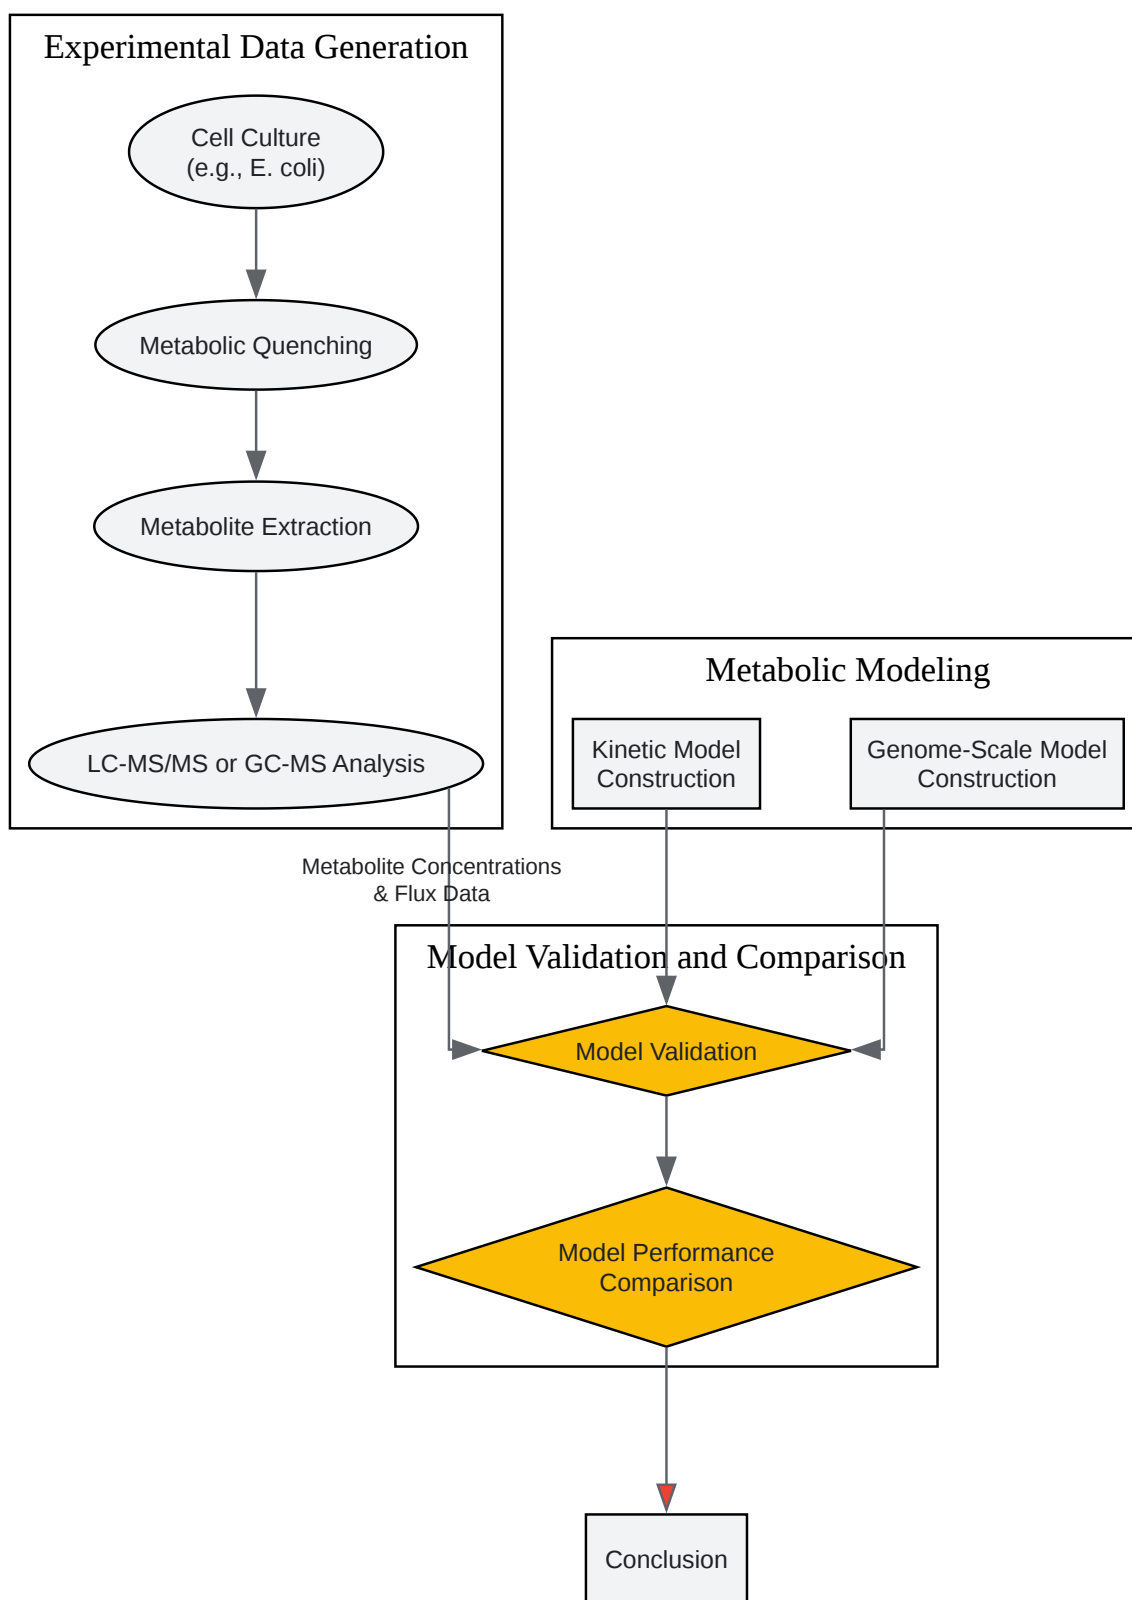 Experimental Data Generation
Cell Culture
(e.g., E. coli)
Metabolic Quenching
Metabolite Extraction
LC-MS/MS or GC-MS Analysis
Metabolic Modeling
Kinetic Model
Construction
Genome-Scale Model
Construction
Metabolite Concentrations
& Flux Data
Model Validation and Comparison
Model Validation
Model Performance
Comparison
Conclusion